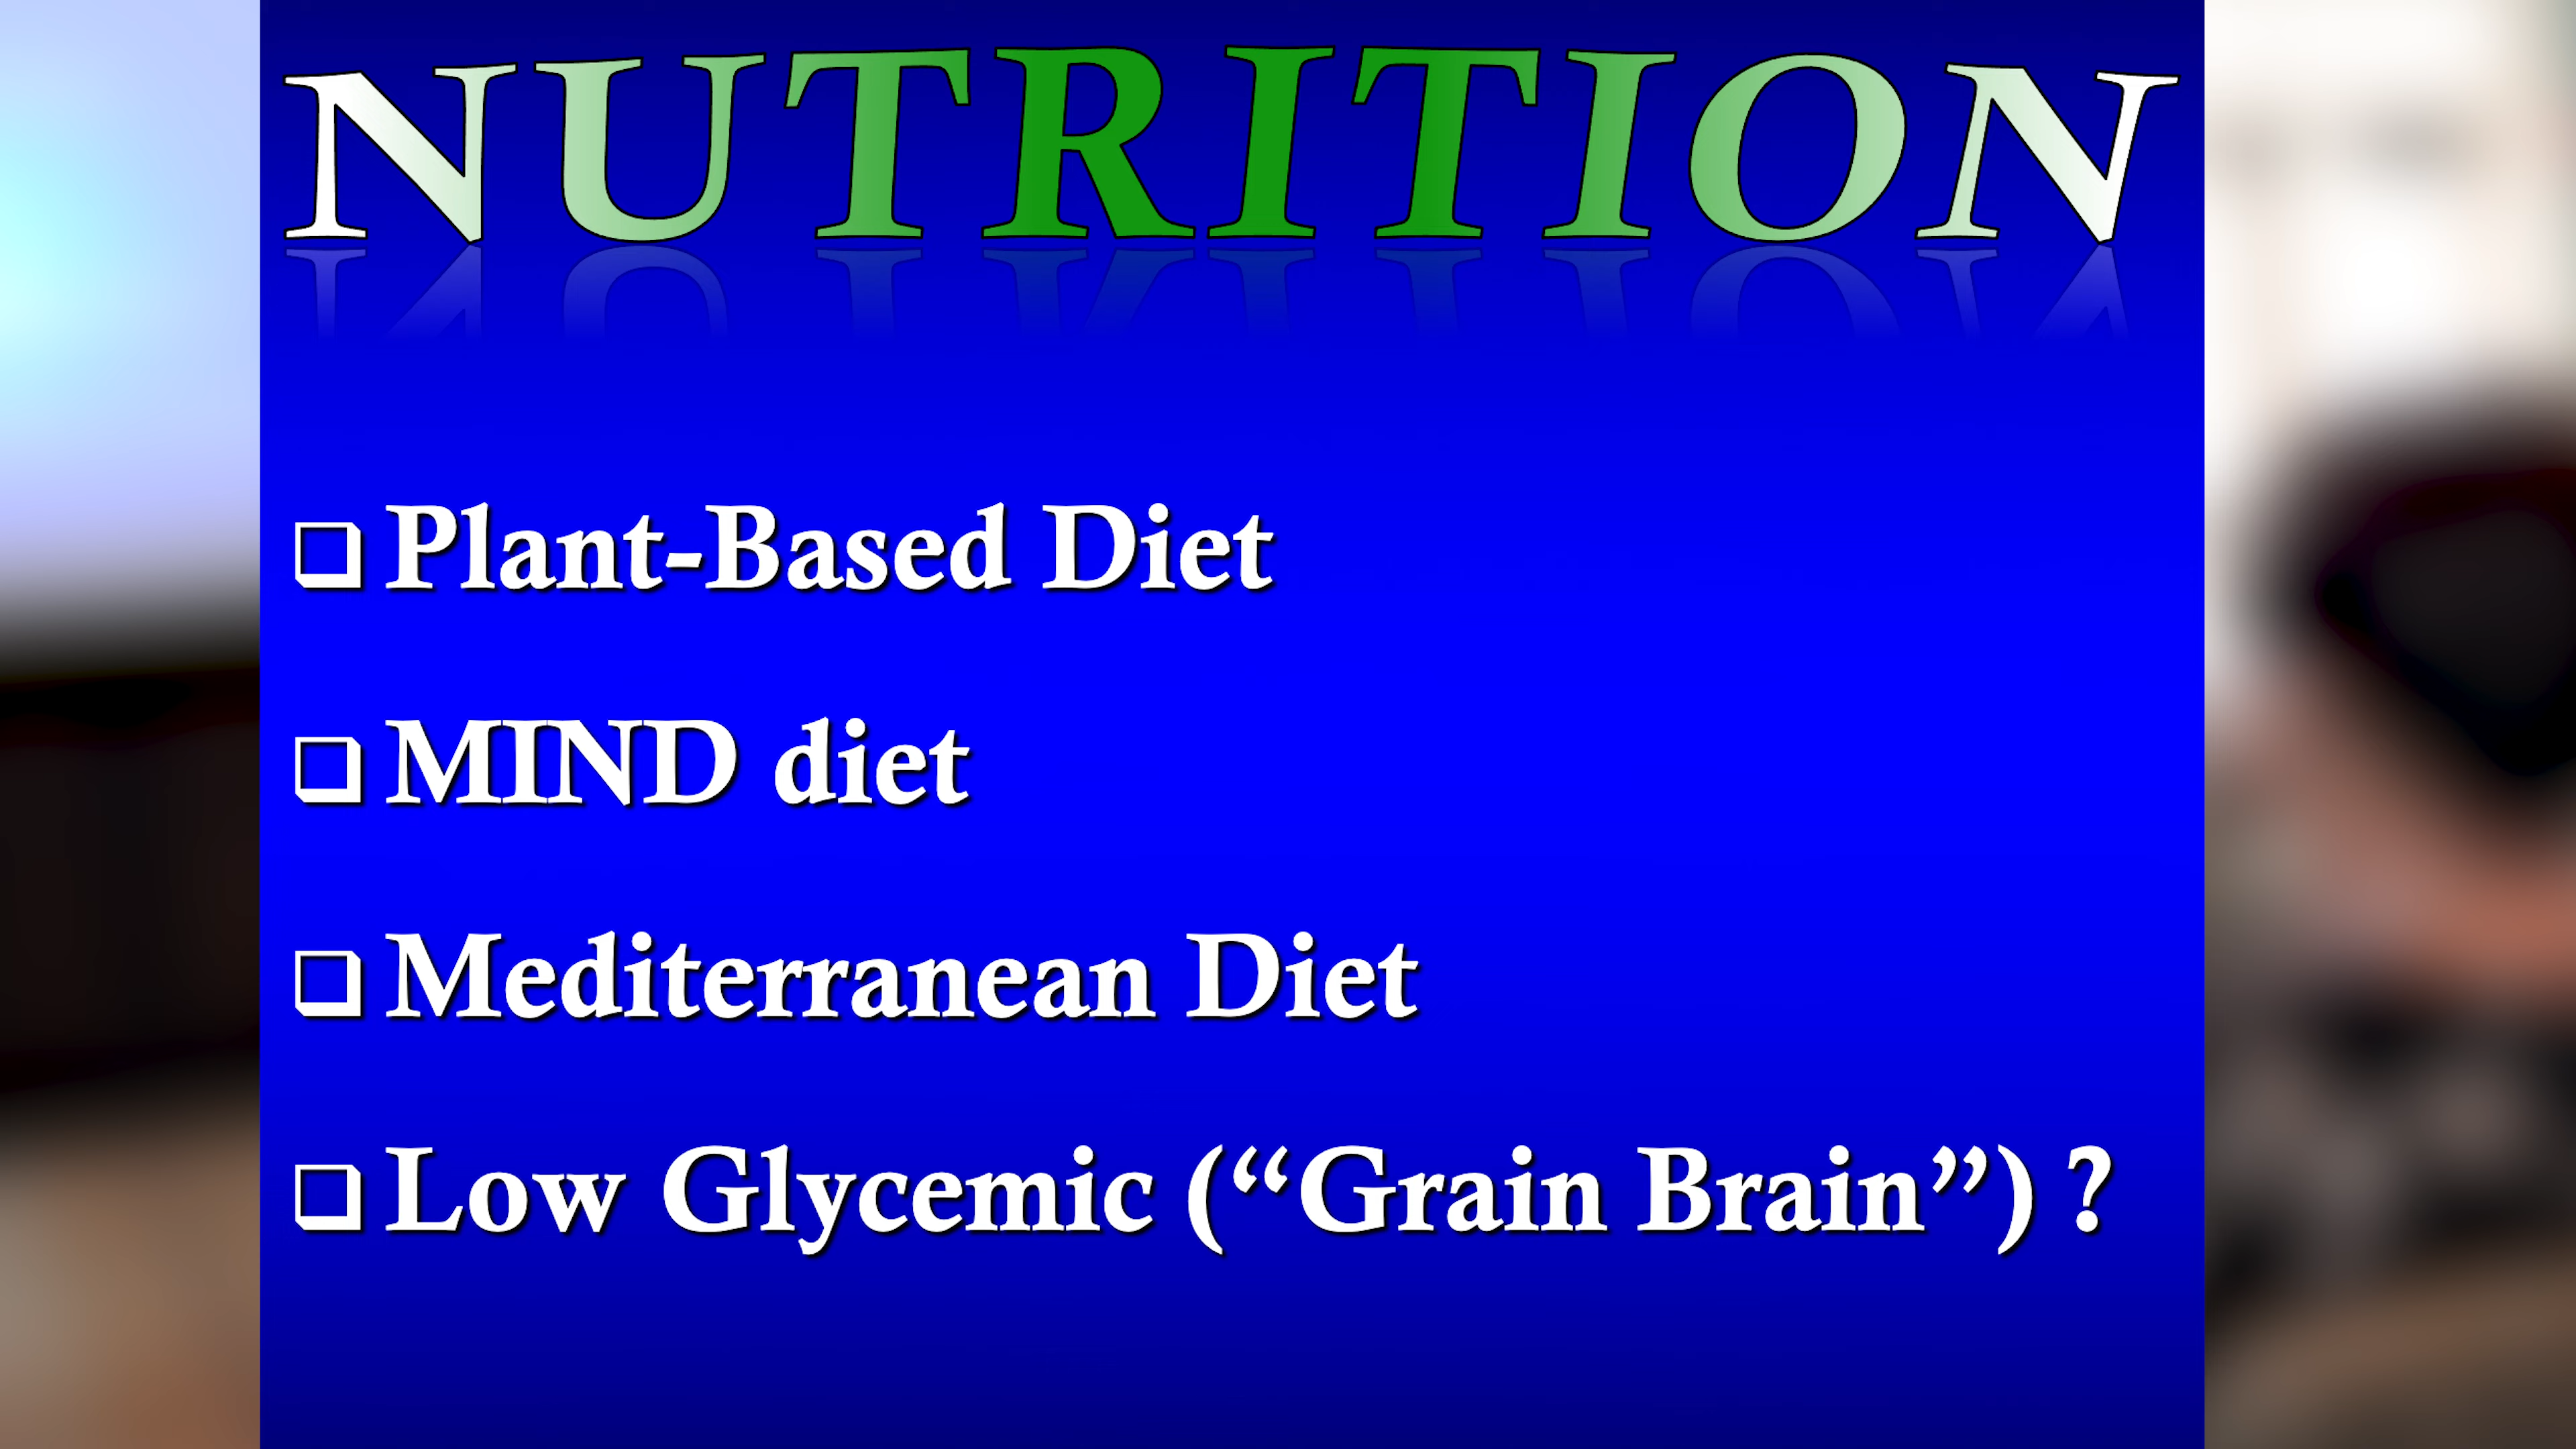 NUTRITION
❑ Plant-Based Diet
❑ MIND diet
❑ Mediterranean Diet
❑ Low Glycemic (“Grain Brain”) ?